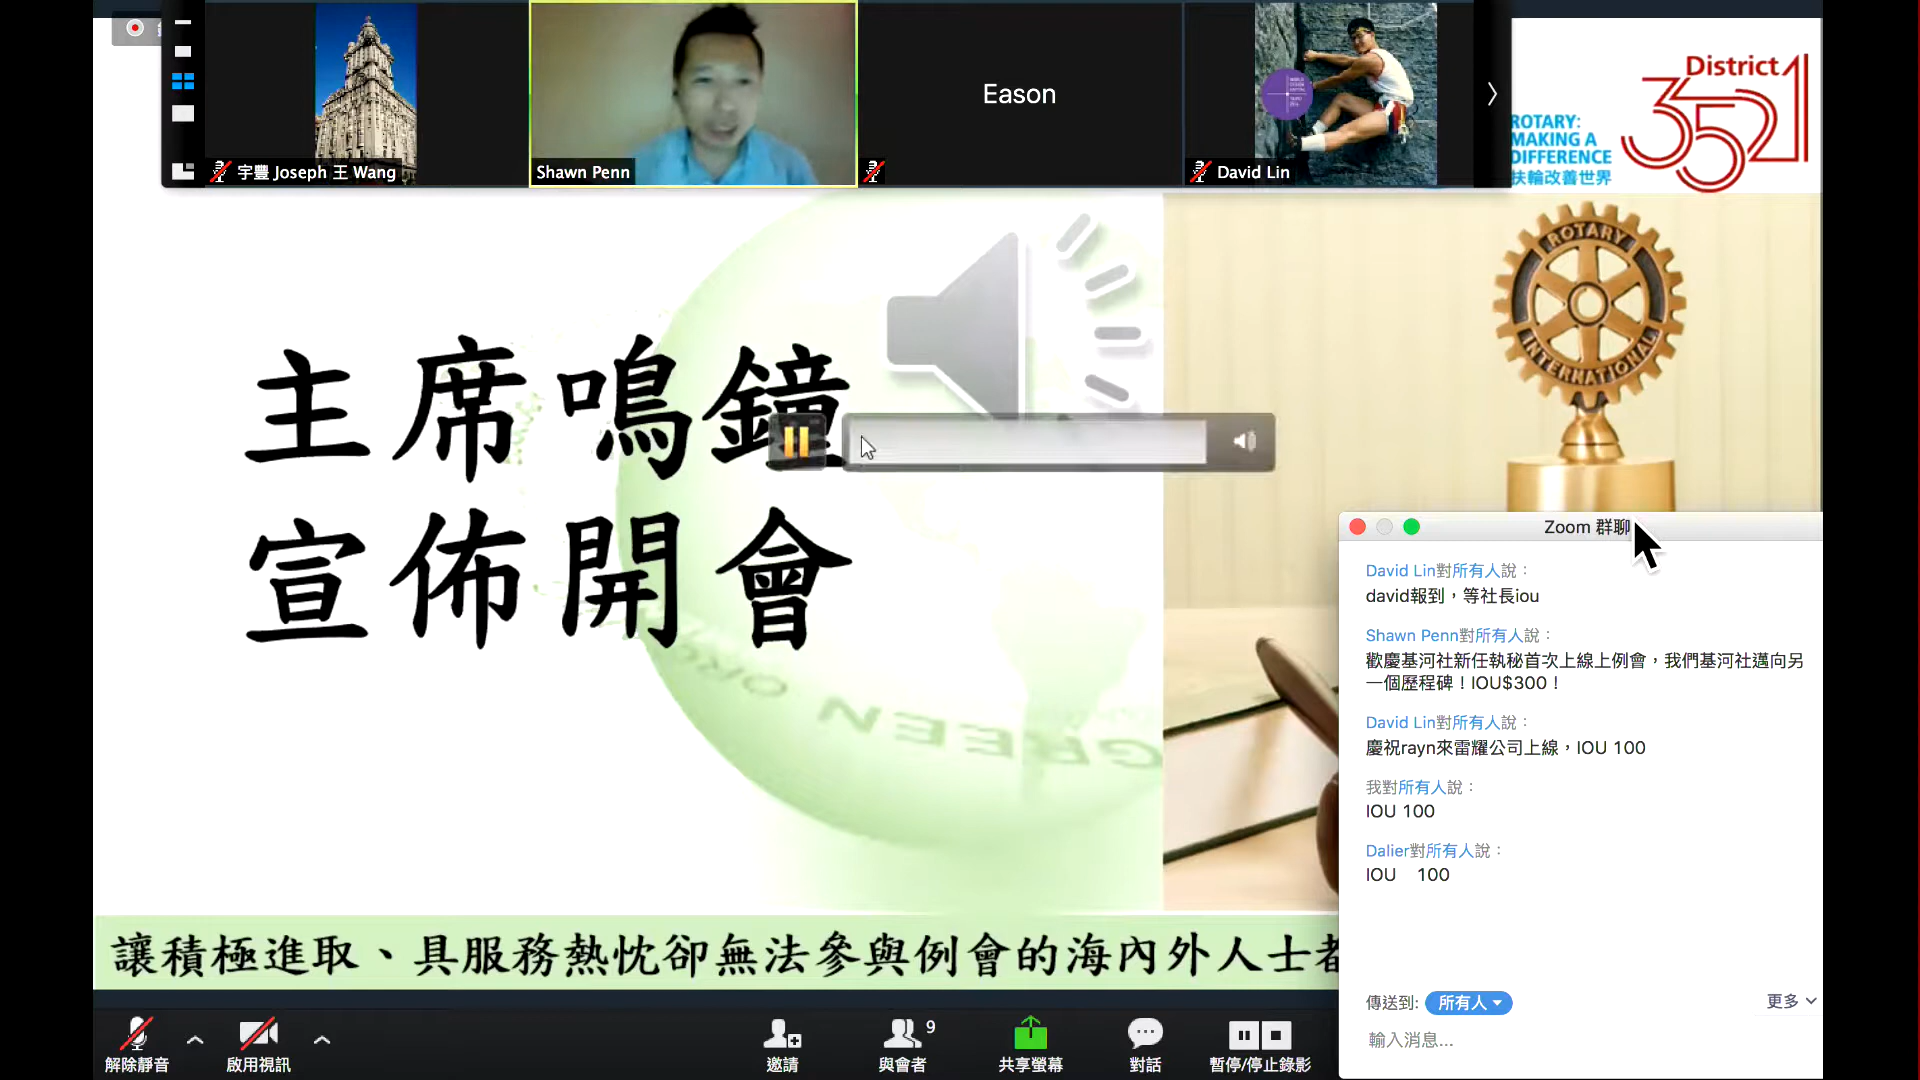 宇豐 Joseph 王 Wang
Shawn Penn
Eason
David Lin
District
3521
ROTARY:
MAKING A
DIFFERENCE
扶輪改善世界
ROTARY
INTERNATIONAL
主席鳴鐘
宣佈開會
GREEN
Zoom 群聊
David Lin對所有人說：
david報到，等社長iou
Shawn Penn對所有人說：
歡慶基河社新任執秘首次上線上例會，我們基河社邁向另
一個歷程碑！IOU$300！
David Lin對所有人說：
慶祝rayn來雷耀公司上線，IOU 100
我對所有人說：
IOU 100
Dalier對所有人說：
IOU 100
傳送到: 所有人
更多
輸入消息...
讓積極進取、具服務熱忱卻無法參與例會的海內外人士
解除靜音
啟用視訊
邀請
9
與會者
共享螢幕
對話
暫停/停止錄影